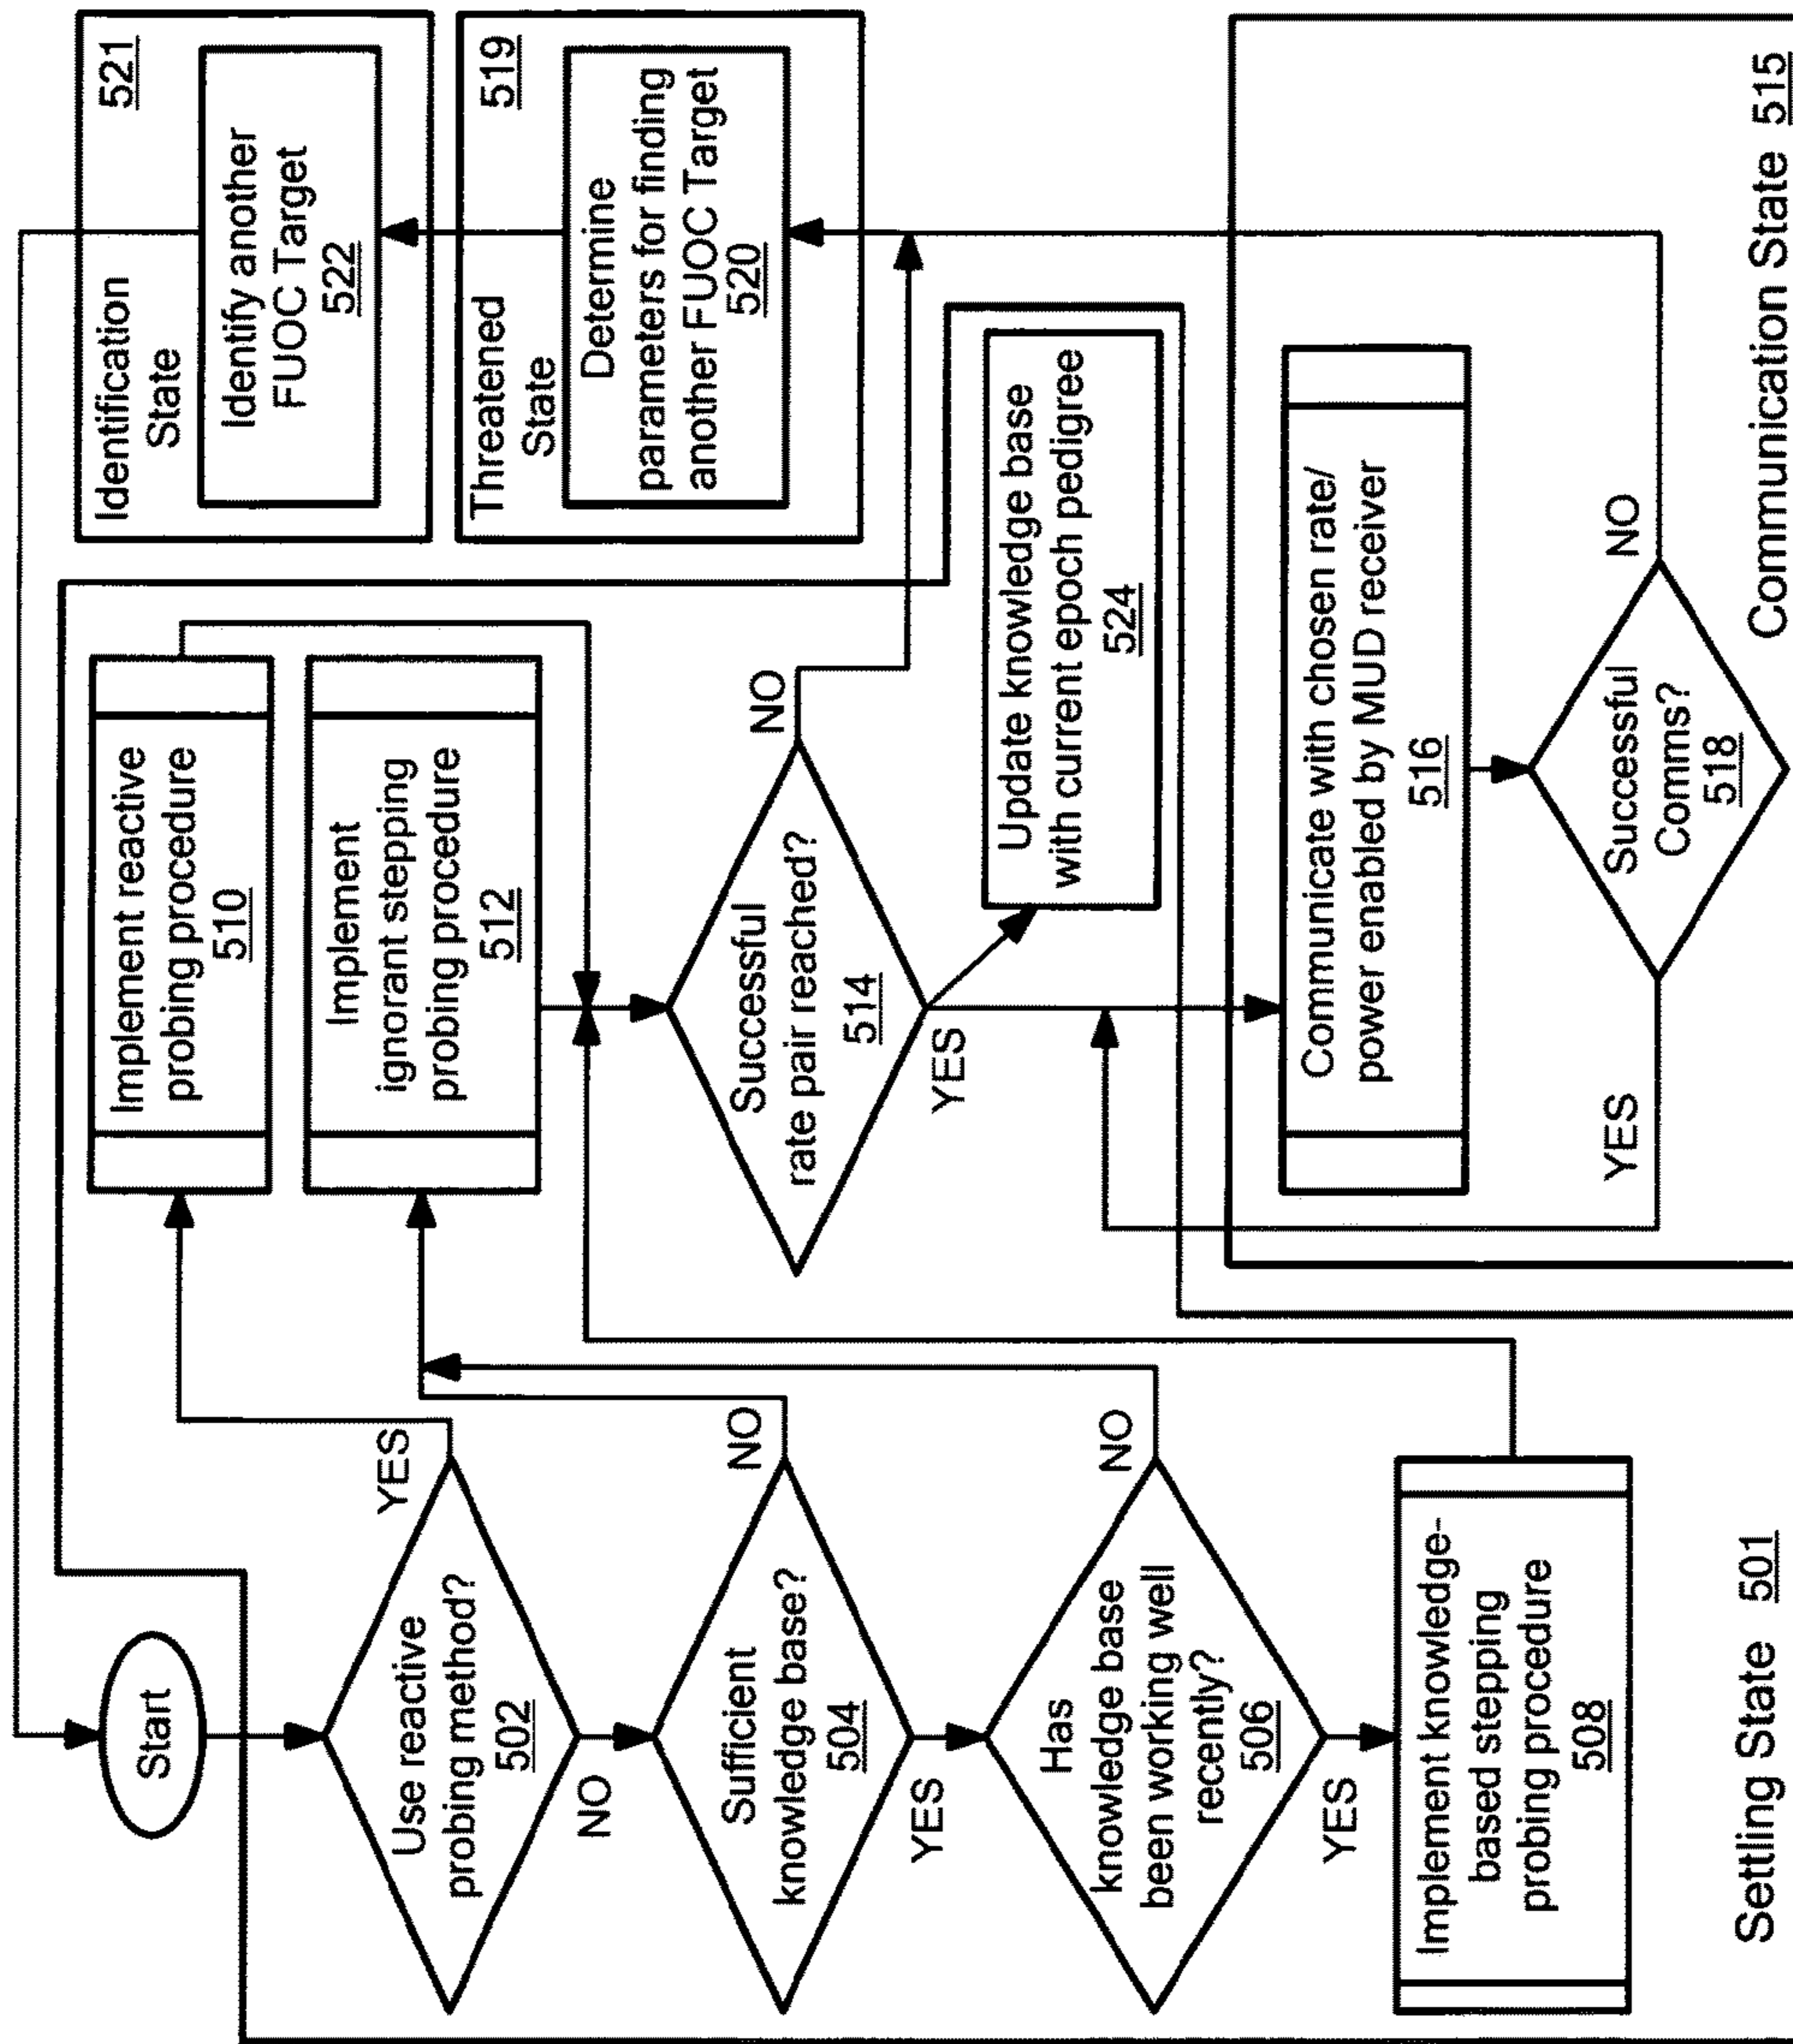 Start
Use reactive
probing method?
502
YES
NO
Sufficient
knowledge base?
504
NO
YES
Has
knowledge base
been working well
recently?
506
NO
YES
Implement knowledge-
based stepping
probing procedure
508
Settling State 501
Implement reactive
probing procedure
510
Implement
ignorant stepping
probing procedure
512
Successful
rate pair reached?
514
NO
YES
Update knowledge base
with current epoch pedigree
524
Communicate with chosen rate/
power enabled by MUD receiver
516
Successful
Comms?
518
YES
NO
Communication State 515
Identification
State
521
Identify another
FUOC Target
522
Threatened
State
519
Determine
parameters for finding
another FUOC Target
520